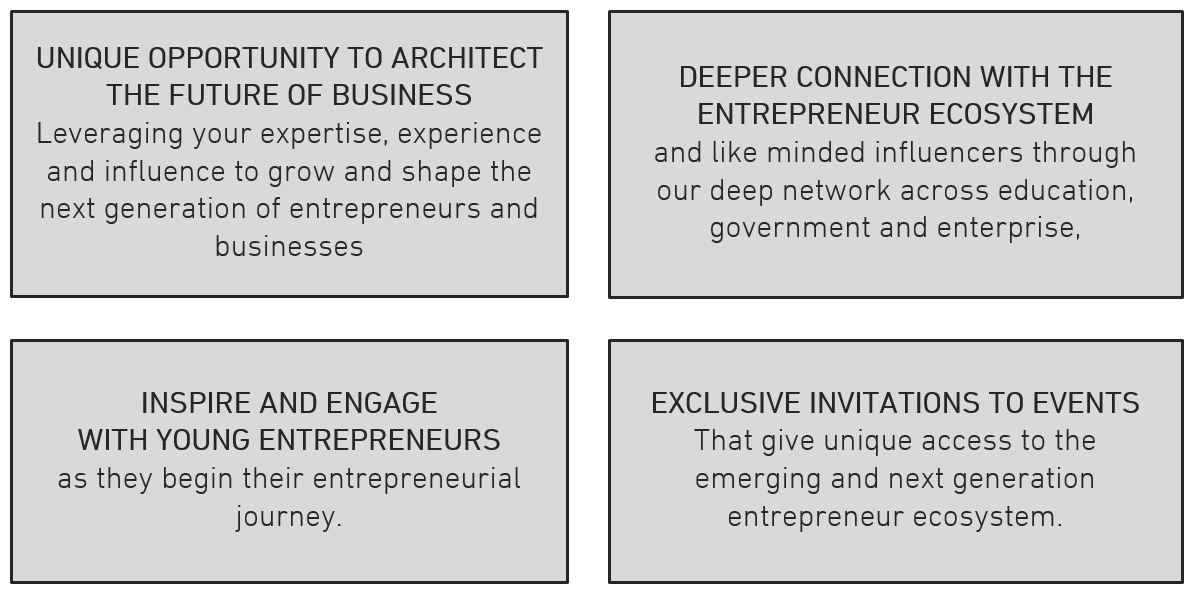 UNIQUE OPPORTUNITY TO ARCHITECT
THE FUTURE OF BUSINESS
Leveraging your expertise, experience
and influence to grow and shape the
next generation of entrepreneurs and
businesses
DEEPER CONNECTION WITH THE
ENTREPRENEUR ECOSYSTEM
and like minded influencers through
our deep network across education,
government and enterprise,
INSPIRE AND ENGAGE
WITH YOUNG ENTREPRENEURS
as they begin their entrepreneurial
journey.
EXCLUSIVE INVITATIONS TO EVENTS
That give unique access to the
emerging and next generation
entrepreneur ecosystem.